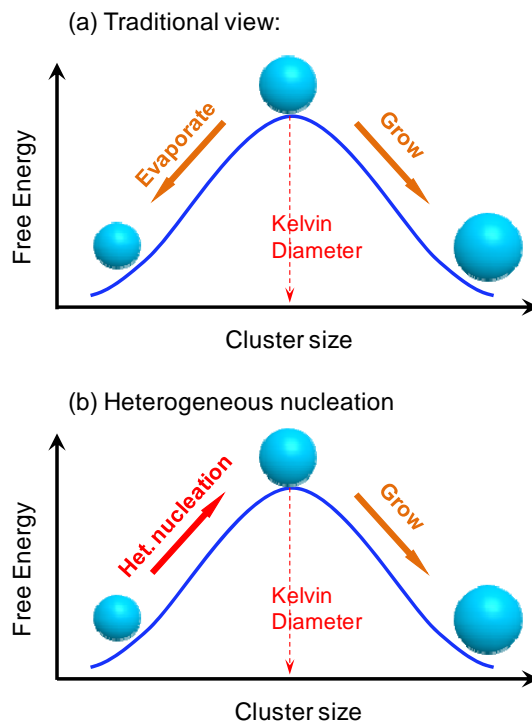 (a) Traditional view:
Free Energy
Evaporate
Grow
Kelvin
Diameter
Cluster size
(b) Heterogeneous nucleation
Free Energy
Het. nucleation
Grow
Kelvin
Diameter
Cluster size